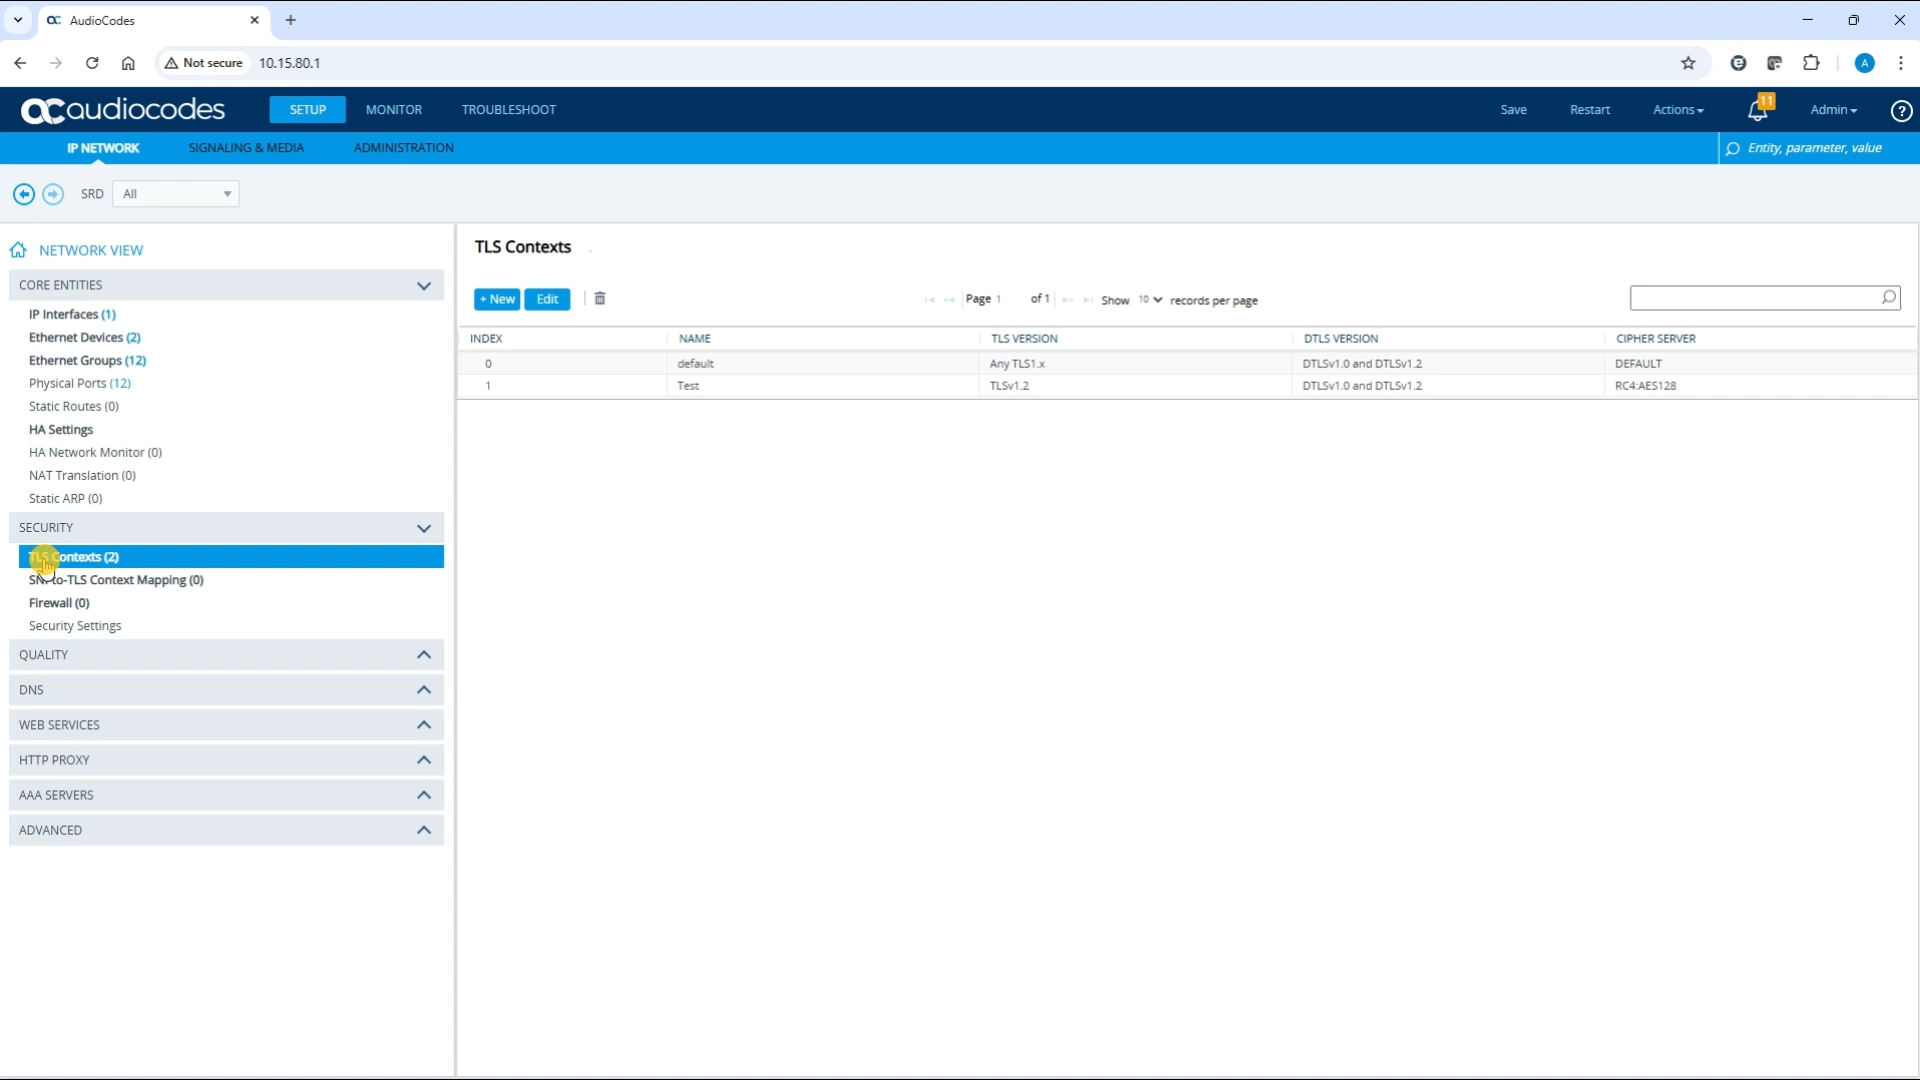 AudioCodes
Not secure 10.15.80.1
A
audiocodes SETUP MONITOR TROUBLESHOOT Save Restart Actions 11 Admin ?
IP NETWORK SIGNALING & MEDIA ADMINISTRATION Entity, parameter, value
SRD All
NETWORK VIEW
CORE ENTITIES
IP Interfaces (1)
Ethernet Devices (2)
Ethernet Groups (12)
Physical Ports (12)
Static Routes (0)
HA Settings
HA Network Monitor (0)
NAT Translation (0)
Static ARP (0)
SECURITY
TLS Contexts (2)
SNI-to-TLS Context Mapping (0)
Firewall (0)
Security Settings
QUALITY
DNS
WEB SERVICES
HTTP PROXY
AAA SERVERS
ADVANCED
TLS Contexts
+ New Edit Page 1 of 1 Show 10 records per page
INDEX NAME TLS VERSION DTLS VERSION CIPHER SERVER
0 default Any TLS1.x DTLSv1.0 and DTLSv1.2 DEFAULT
1 Test TLSv1.2 DTLSv1.0 and DTLSv1.2 RC4:AES128